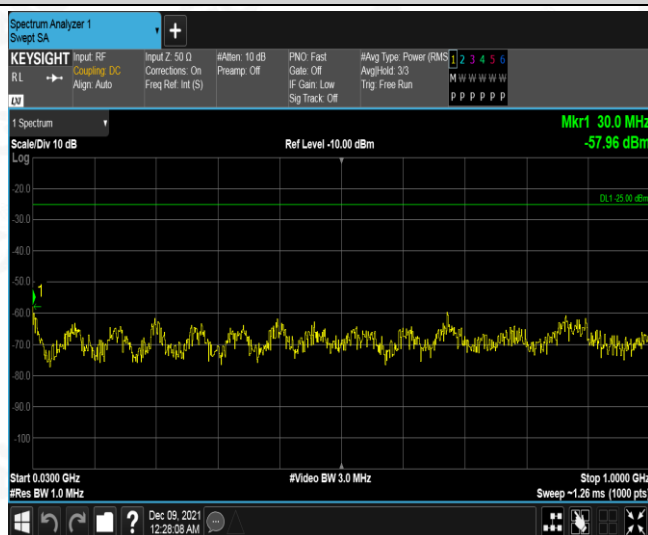 Spectrum Analyzer 1
Swept SA
KEYSIGHT
RL
Input: RF
Coupling: DC
Align: Auto
Input Z: 50 Ω
Corrections: On
Freq Ref: Int (S)
#Atten: 10 dB
Preamp: Off
PNO: Fast
Gate: Off
IF Gain: Low
Sig Track: Off
#Avg Type: Power (RMS
Avg|Hold: 3/3
Trig: Free Run
1 2 3 4 5 6
M W W W W W
P P P P P P
LXI
1 Spectrum
Mkr1 30.0 MHz
Scale/Div 10 dB
Ref Level -10.00 dBm
-57.96 dBm
Log
DL1 -25.00 dBm
-20.0
-30.0
-40.0
-50.0
1
-60.0
-70.0
-80.0
-90.0
-100
Start 0.0300 GHz
#Video BW 3.0 MHz
Stop 1.0000 GHz
#Res BW 1.0 MHz
Sweep ~1.26 ms (1000 pts)
?
Dec 09, 2021
12:28:08 AM